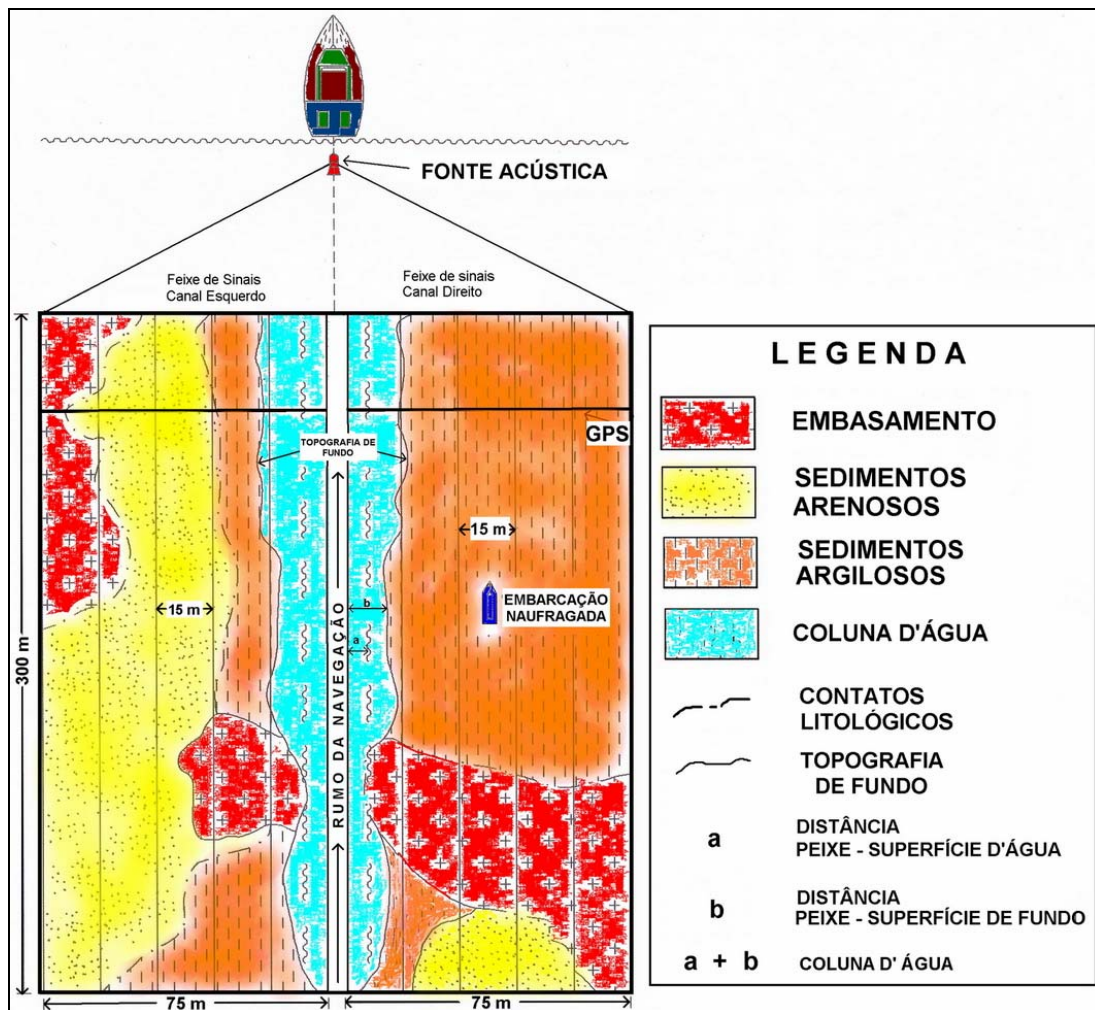 FONTE ACÚSTICA
Feixe de Sinais
Canal Esquerdo
Feixe de sinais
Canal Direito
GPS
TOPOGRAFIA DE
FUNDO
15 m
15 m
EMBARCAÇÃO
NAUFRAGADA
b
a
300 m
RUMO DA NAVEGAÇÃO
75 m
75 m
LEGENDA
EMBASAMENTO
SEDIMENTOS
ARENOSOS
SEDIMENTOS
ARGILOSOS
COLUNA D'ÁGUA
CONTATOS
LITOLÓGICOS
TOPOGRAFIA
DE FUNDO
a
DISTÂNCIA
PEIXE - SUPERFÍCIE D'ÁGUA
b
DISTÂNCIA
PEIXE - SUPERFÍCIE DE FUNDO
a + b COLUNA D' ÁGUA